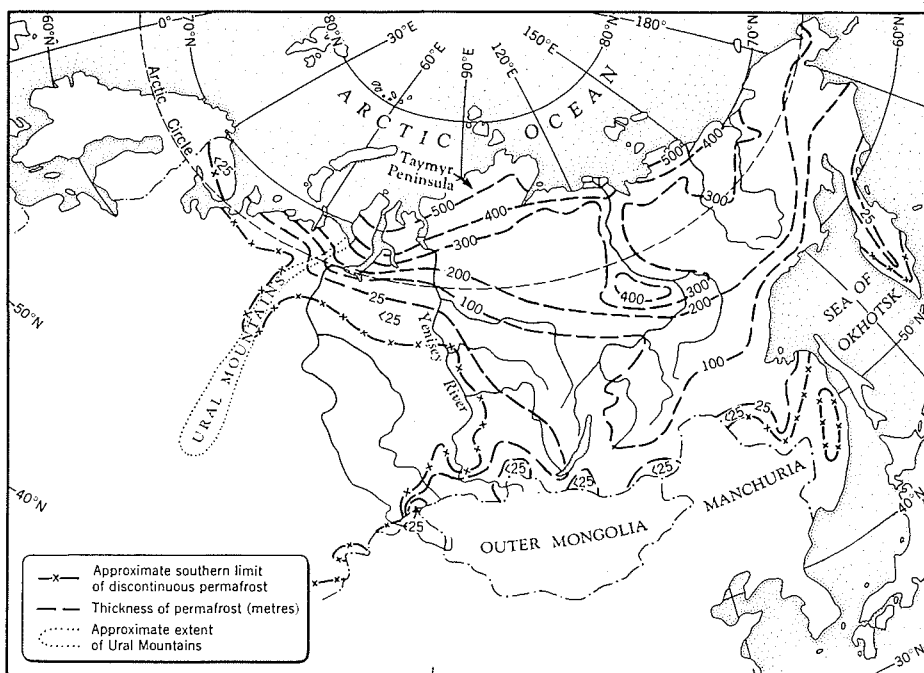 60°N
70°N
0°
30°E
80°N
60°E
90°E
120°E
150°E
80°N
180°
70°N
60°N
Arctic
Circle
ARCTIC OCEAN
Taymyr
Peninsula
<25
500
400
300
200
100
25
<25
500
400
300
400
300
200
100
25
50°N
URAL MOUNTAINS
Yenisey
River
SEA OF
OKHOTSK
50°N
<25
25
<25
<25
<25
<25
40°N
OUTER MONGOLIA
MANCHURIA
40°N
30°N
Approximate southern limit
of discontinuous permafrost
Thickness of permafrost (metres)
Approximate extent
of Ural Mountains